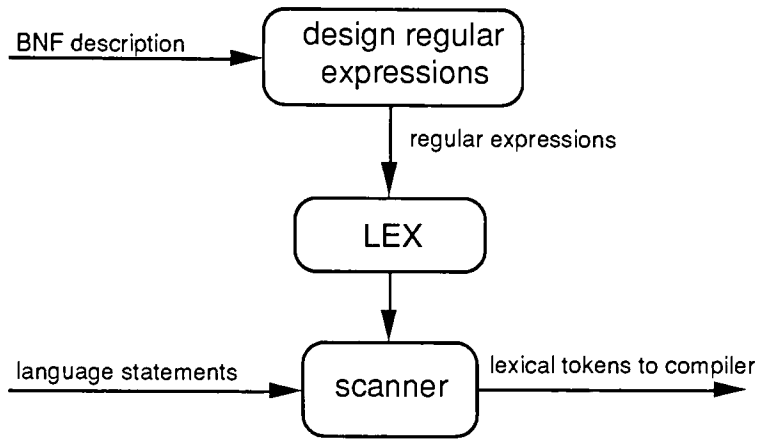 BNF description
design regular
expressions
regular expressions
LEX
language statements
scanner
lexical tokens to compiler